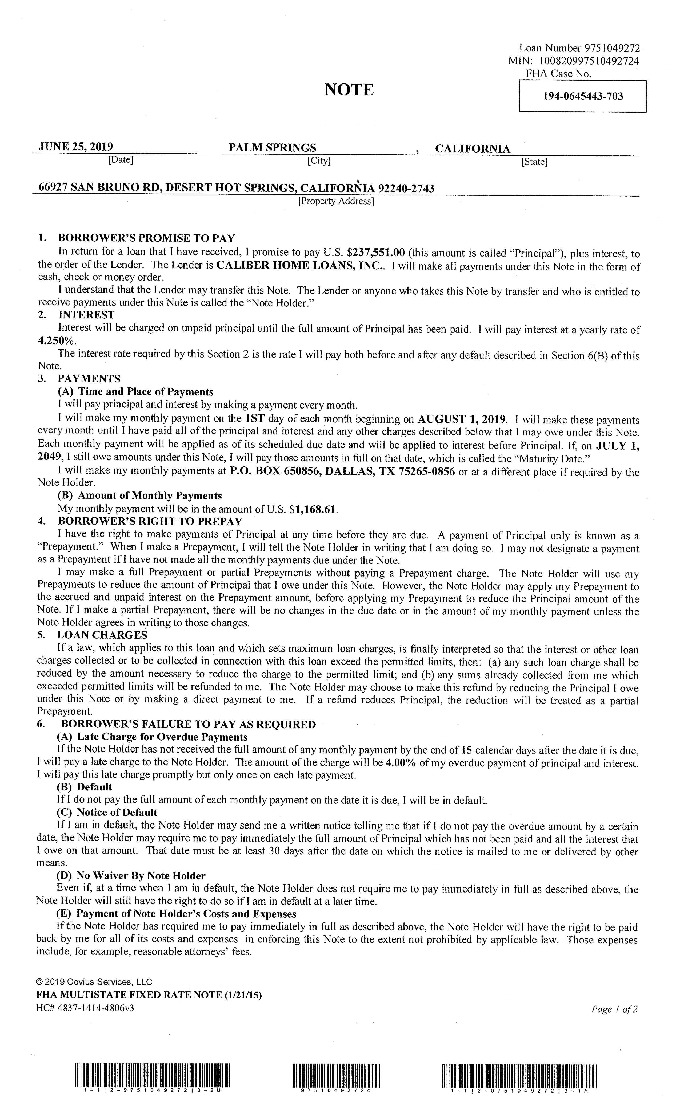 Loan Number 9751049272
MIN: 100820997510492724
FHA Case No.
194-0645443-703
NOTE
JUNE 25, 2019 PALM SPRINGS , CALIFORNIA
[Date] [City] [State]
66927 SAN BRUNO RD, DESERT HOT SPRINGS, CALIFORNIA 92240-2743
[Property Address]
1. BORROWER'S PROMISE TO PAY
In return for a loan that I have received, I promise to pay U.S. $237,551.00 (this amount is called "Principal"), plus interest, to
the order of the Lender. The Lender is CALIBER HOME LOANS, INC.. I will make all payments under this Note in the form of
cash, check or money order.
I understand that the Lender may transfer this Note. The Lender or anyone who takes this Note by transfer and who is entitled to
receive payments under this Note is called the "Note Holder."
2. INTEREST
Interest will be charged on unpaid principal until the full amount of Principal has been paid. I will pay interest at a yearly rate of
4.250%.
The interest rate required by this Section 2 is the rate I will pay both before and after any default described in Section 6(B) of this
Note.
3. PAYMENTS
(A) Time and Place of Payments
I will pay principal and interest by making a payment every month.
I will make my monthly payment on the 1ST day of each month beginning on AUGUST 1, 2019. I will make these payments
every month until I have paid all of the principal and interest and any other charges described below that I may owe under this Note.
Each monthly payment will be applied as of its scheduled due date and will be applied to interest before Principal. If, on JULY 1,
2049, I still owe amounts under this Note, I will pay those amounts in full on that date, which is called the "Maturity Date."
I will make my monthly payments at P.O. BOX 650856, DALLAS, TX 75265-0856 or at a different place if required by the
Note Holder.
(B) Amount of Monthly Payments
My monthly payment will be in the amount of U.S. $1,168.61.
4. BORROWER'S RIGHT TO PREPAY
I have the right to make payments of Principal at any time before they are due. A payment of Principal only is known as a
"Prepayment." When I make a Prepayment, I will tell the Note Holder in writing that I am doing so. I may not designate a payment
as a Prepayment if I have not made all the monthly payments due under the Note.
I may make a full Prepayment or partial Prepayments without paying a Prepayment charge. The Note Holder will use my
Prepayments to reduce the amount of Principal that I owe under this Note. However, the Note Holder may apply my Prepayment to
the accrued and unpaid interest on the Prepayment amount, before applying my Prepayment to reduce the Principal amount of the
Note. If I make a partial Prepayment, there will be no changes in the due date or in the amount of my monthly payment unless the
Note Holder agrees in writing to those changes.
5. LOAN CHARGES
If a law, which applies to this loan and which sets maximum loan charges, is finally interpreted so that the interest or other loan
charges collected or to be collected in connection with this loan exceed the permitted limits, then: (a) any such loan charge shall be
reduced by the amount necessary to reduce the charge to the permitted limit; and (b) any sums already collected from me which
exceeded permitted limits will be refunded to me. The Note Holder may choose to make this refund by reducing the Principal I owe
under this Note or by making a direct payment to me. If a refund reduces Principal, the reduction will be treated as a partial
Prepayment.
6. BORROWER'S FAILURE TO PAY AS REQUIRED
(A) Late Charge for Overdue Payments
If the Note Holder has not received the full amount of any monthly payment by the end of 15 calendar days after the date it is due,
I will pay a late charge to the Note Holder. The amount of the charge will be 4.00% of my overdue payment of principal and interest.
I will pay this late charge promptly but only once on each late payment.
(B) Default
If I do not pay the full amount of each monthly payment on the date it is due, I will be in default.
(C) Notice of Default
If I am in default, the Note Holder may send me a written notice telling me that if I do not pay the overdue amount by a certain
date, the Note Holder may require me to pay immediately the full amount of Principal which has not been paid and all the interest that
I owe on that amount. That date must be at least 30 days after the date on which the notice is mailed to me or delivered by other
means.
(D) No Waiver By Note Holder
Even if, at a time when I am in default, the Note Holder does not require me to pay immediately in full as described above, the
Note Holder will still have the right to do so if I am in default at a later time.
(E) Payment of Note Holder's Costs and Expenses
If the Note Holder has required me to pay immediately in full as described above, the Note Holder will have the right to be paid
back by me for all of its costs and expenses in enforcing this Note to the extent not prohibited by applicable law. Those expenses
include, for example, reasonable attorneys' fees.
© 2019 Covius Services, LLC
FHA MULTISTATE FIXED RATE NOTE (1/21/15)
HC# 4837-1414-4806v3 Page 1 of 2
9751049272